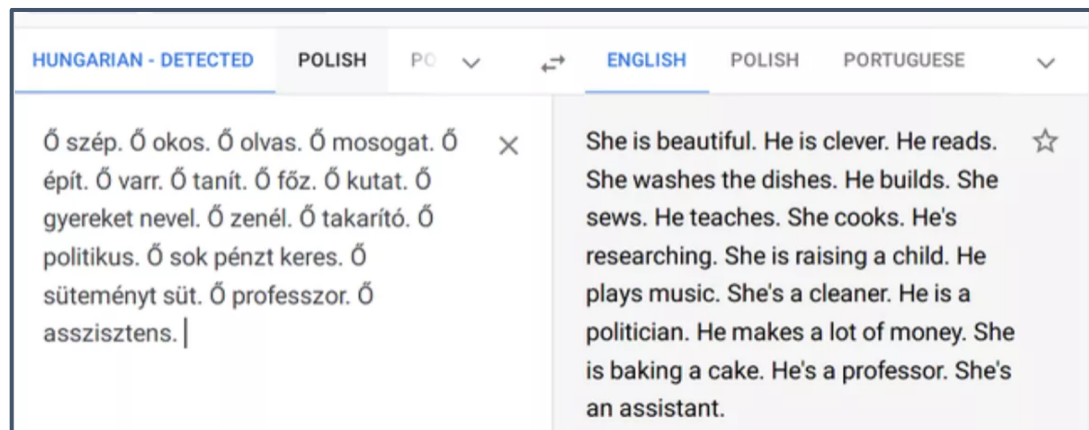 HUNGARIAN - DETECTED POLISH PO ENGLISH POLISH PORTUGUESE
Ő szép. Ő okos. Ő olvas. Ő mosogat. Ő
épít. Ő varr. Ő tanít. Ő főz. Ő kutat. Ő
gyereket nevel. Ő zenél. Ő takarító. Ő
politikus. Ő sok pénzt keres. Ő
süteményt süt. Ő professzor. Ő
asszisztens.
She is beautiful. He is clever. He reads.
She washes the dishes. He builds. She
sews. He teaches. She cooks. He's
researching. She is raising a child. He
plays music. She's a cleaner. He is a
politician. He makes a lot of money. She
is baking a cake. He's a professor. She's
an assistant.